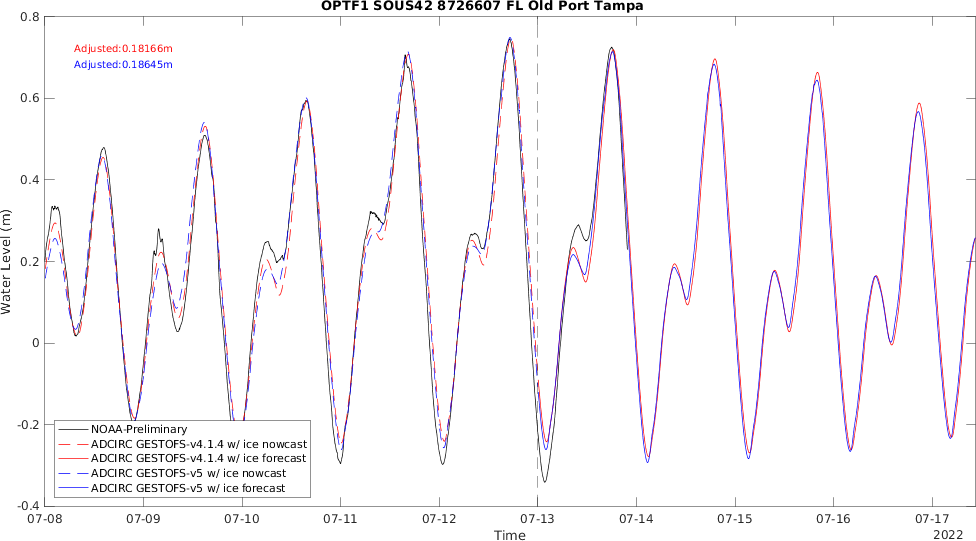 OPTF1 SOUS42 8726607 FL Old Port Tampa
Adjusted:0.18166m
Adjusted:0.18645m
Water Level (m)
0.8
0.6
0.4
0.2
0
-0.2
-0.4
NOAA-Preliminary
ADCIRC GESTOFS-v4.1.4 w/ ice nowcast
ADCIRC GESTOFS-v4.1.4 w/ ice forecast
ADCIRC GESTOFS-v5 w/ ice nowcast
ADCIRC GESTOFS-v5 w/ ice forecast
07-08 07-09 07-10 07-11 07-12 07-13 07-14 07-15 07-16 07-17
Time
2022